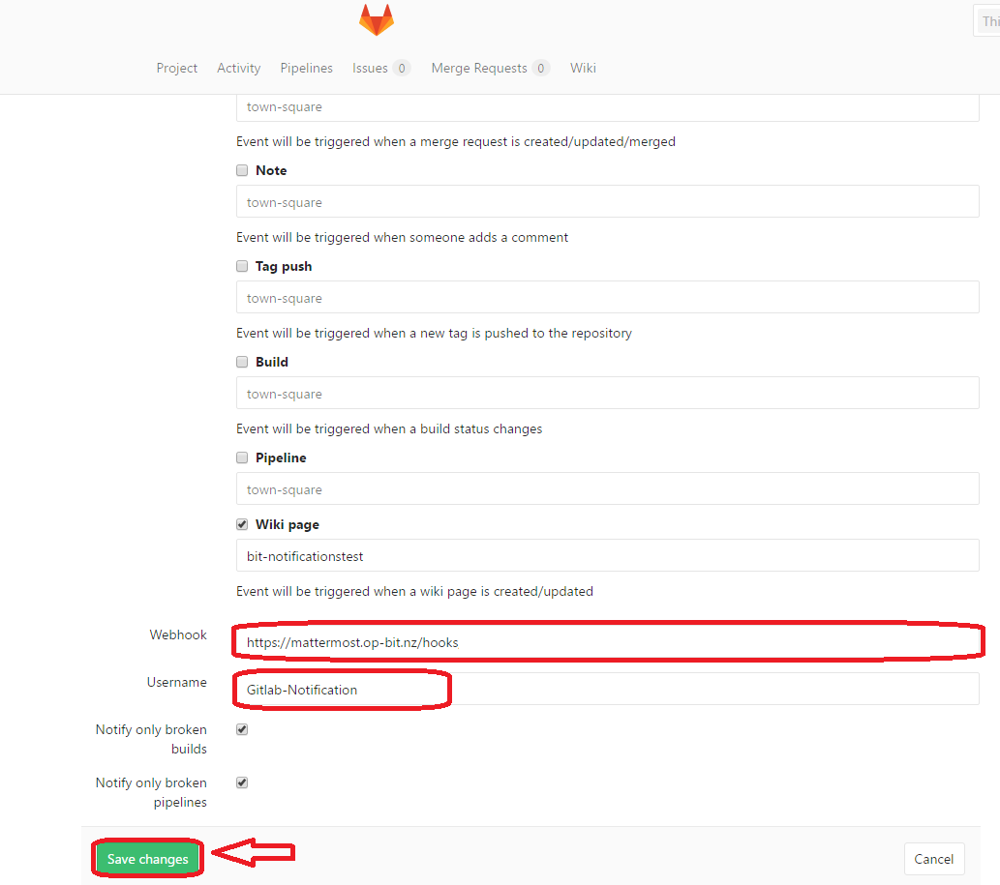 Thi
Project Activity Pipelines Issues 0 Merge Requests 0 Wiki
town-square
Event will be triggered when a merge request is created/updated/merged
Note
town-square
Event will be triggered when someone adds a comment
Tag push
town-square
Event will be triggered when a new tag is pushed to the repository
Build
town-square
Event will be triggered when a build status changes
Pipeline
town-square
Wiki page
bit-notificationstest
Event will be triggered when a wiki page is created/updated
Webhook https://mattermost.op-bit.nz/hooks
Username Gitlab-Notification
Notify only broken
builds
Notify only broken
pipelines
Save changes Cancel